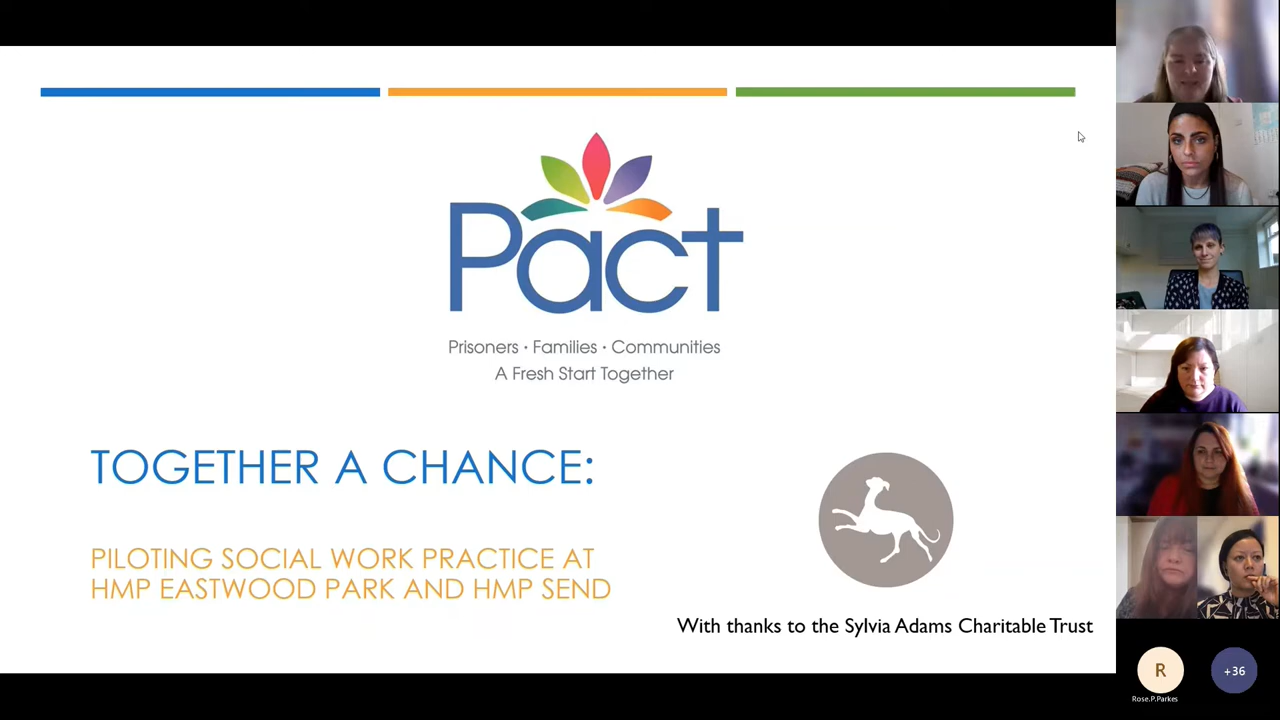 Pact
Prisoners · Families · Communities
A Fresh Start Together
TOGETHER A CHANCE:
PILOTING SOCIAL WORK PRACTICE AT
HMP EASTWOOD PARK AND HMP SEND
With thanks to the Sylvia Adams Charitable Trust
R
+36
Rose.P.Parkes